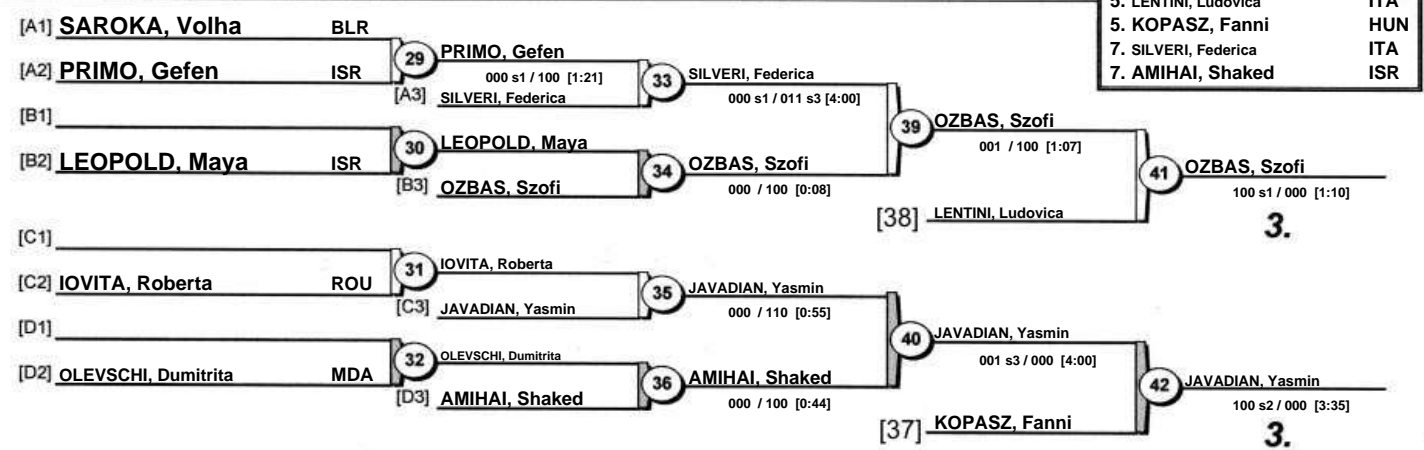 5. LENTINI, Ludovica ITA
5. KOPASZ, Fanni HUN
7. SILVERI, Federica ITA
7. AMIHAI, Shaked ISR
[A1] SAROKA, Volha BLR
29 PRIMO, Gefen
[A2] PRIMO, Gefen ISR
000 s1 / 100 [1:21]
33 SILVERI, Federica
[A3] SILVERI, Federica
000 s1 / 011 s3 [4:00]
[B1]
39 OZBAS, Szofi
30 LEOPOLD, Maya
001 / 100 [1:07]
[B2] LEOPOLD, Maya ISR
34 OZBAS, Szofi
41 OZBAS, Szofi
[B3] OZBAS, Szofi
000 / 100 [0:08]
100 s1 / 000 [1:10]
[38] LENTINI, Ludovica
3.
[C1]
31 IOVITA, Roberta
[C2] IOVITA, Roberta ROU
35 JAVADIAN, Yasmin
[C3] JAVADIAN, Yasmin
000 / 110 [0:55]
[D1]
40 JAVADIAN, Yasmin
32 OLEVSCHI, Dumitrita
001 s3 / 000 [4:00]
[D2] OLEVSCHI, Dumitrita MDA
36 AMIHAI, Shaked
42 JAVADIAN, Yasmin
[D3] AMIHAI, Shaked
000 / 100 [0:44]
100 s2 / 000 [3:35]
[37] KOPASZ, Fanni
3.